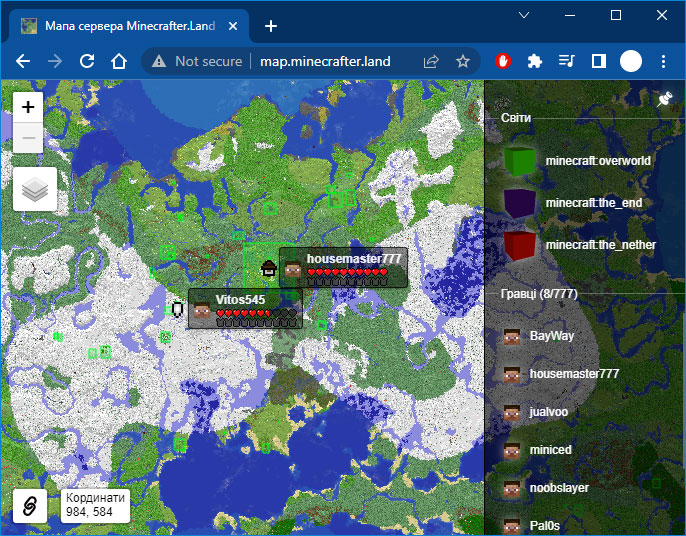 Мапа сервера Minecrafter.Land
Not secure
map.minecrafter.land
+
−
housemaster777
Vitos545
Кординати
984, 584
Світи
minecraft:overworld
minecraft:the_end
minecraft:the_nether
Гравці (8/777)
BayWay
housemaster777
jualvoo
miniced
noobslayer
Pal0s